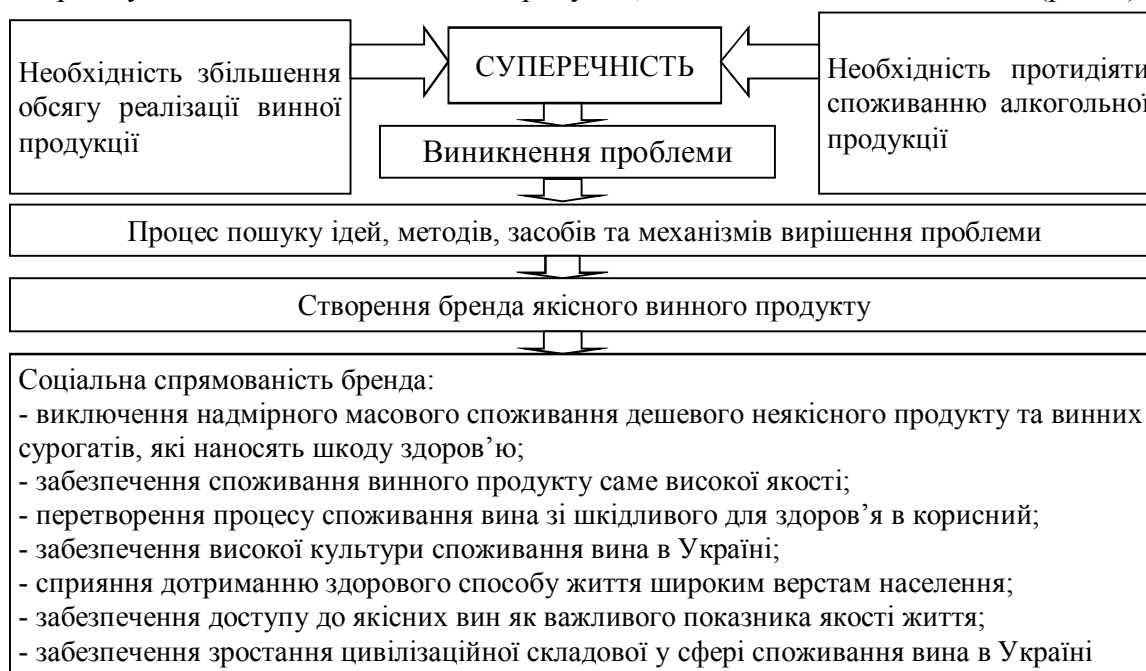 Необхідність збільшення
обсягу реалізації винної
продукції
СУПЕРЕЧНІСТЬ
Необхідність протидіяти
споживанню алкогольної
продукції
Виникнення проблеми
Процес пошуку ідей, методів, засобів та механізмів вирішення проблеми
Створення бренда якісного винного продукту
Соціальна спрямованість бренда:
- виключення надмірного масового споживання дешевого неякісного продукту та винних
сурогатів, які наносять шкоду здоров’ю;
- забезпечення споживання винного продукту саме високої якості;
- перетворення процесу споживання вина зі шкідливого для здоров’я в корисний;
- забезпечення високої культури споживання вина в Україні;
- сприяння дотриманню здорового способу життя широким верстам населення;
- забезпечення доступу до якісних вин як важливого показника якості життя;
- забезпечення зростання цивілізаційної складової у сфері споживання вина в Україні